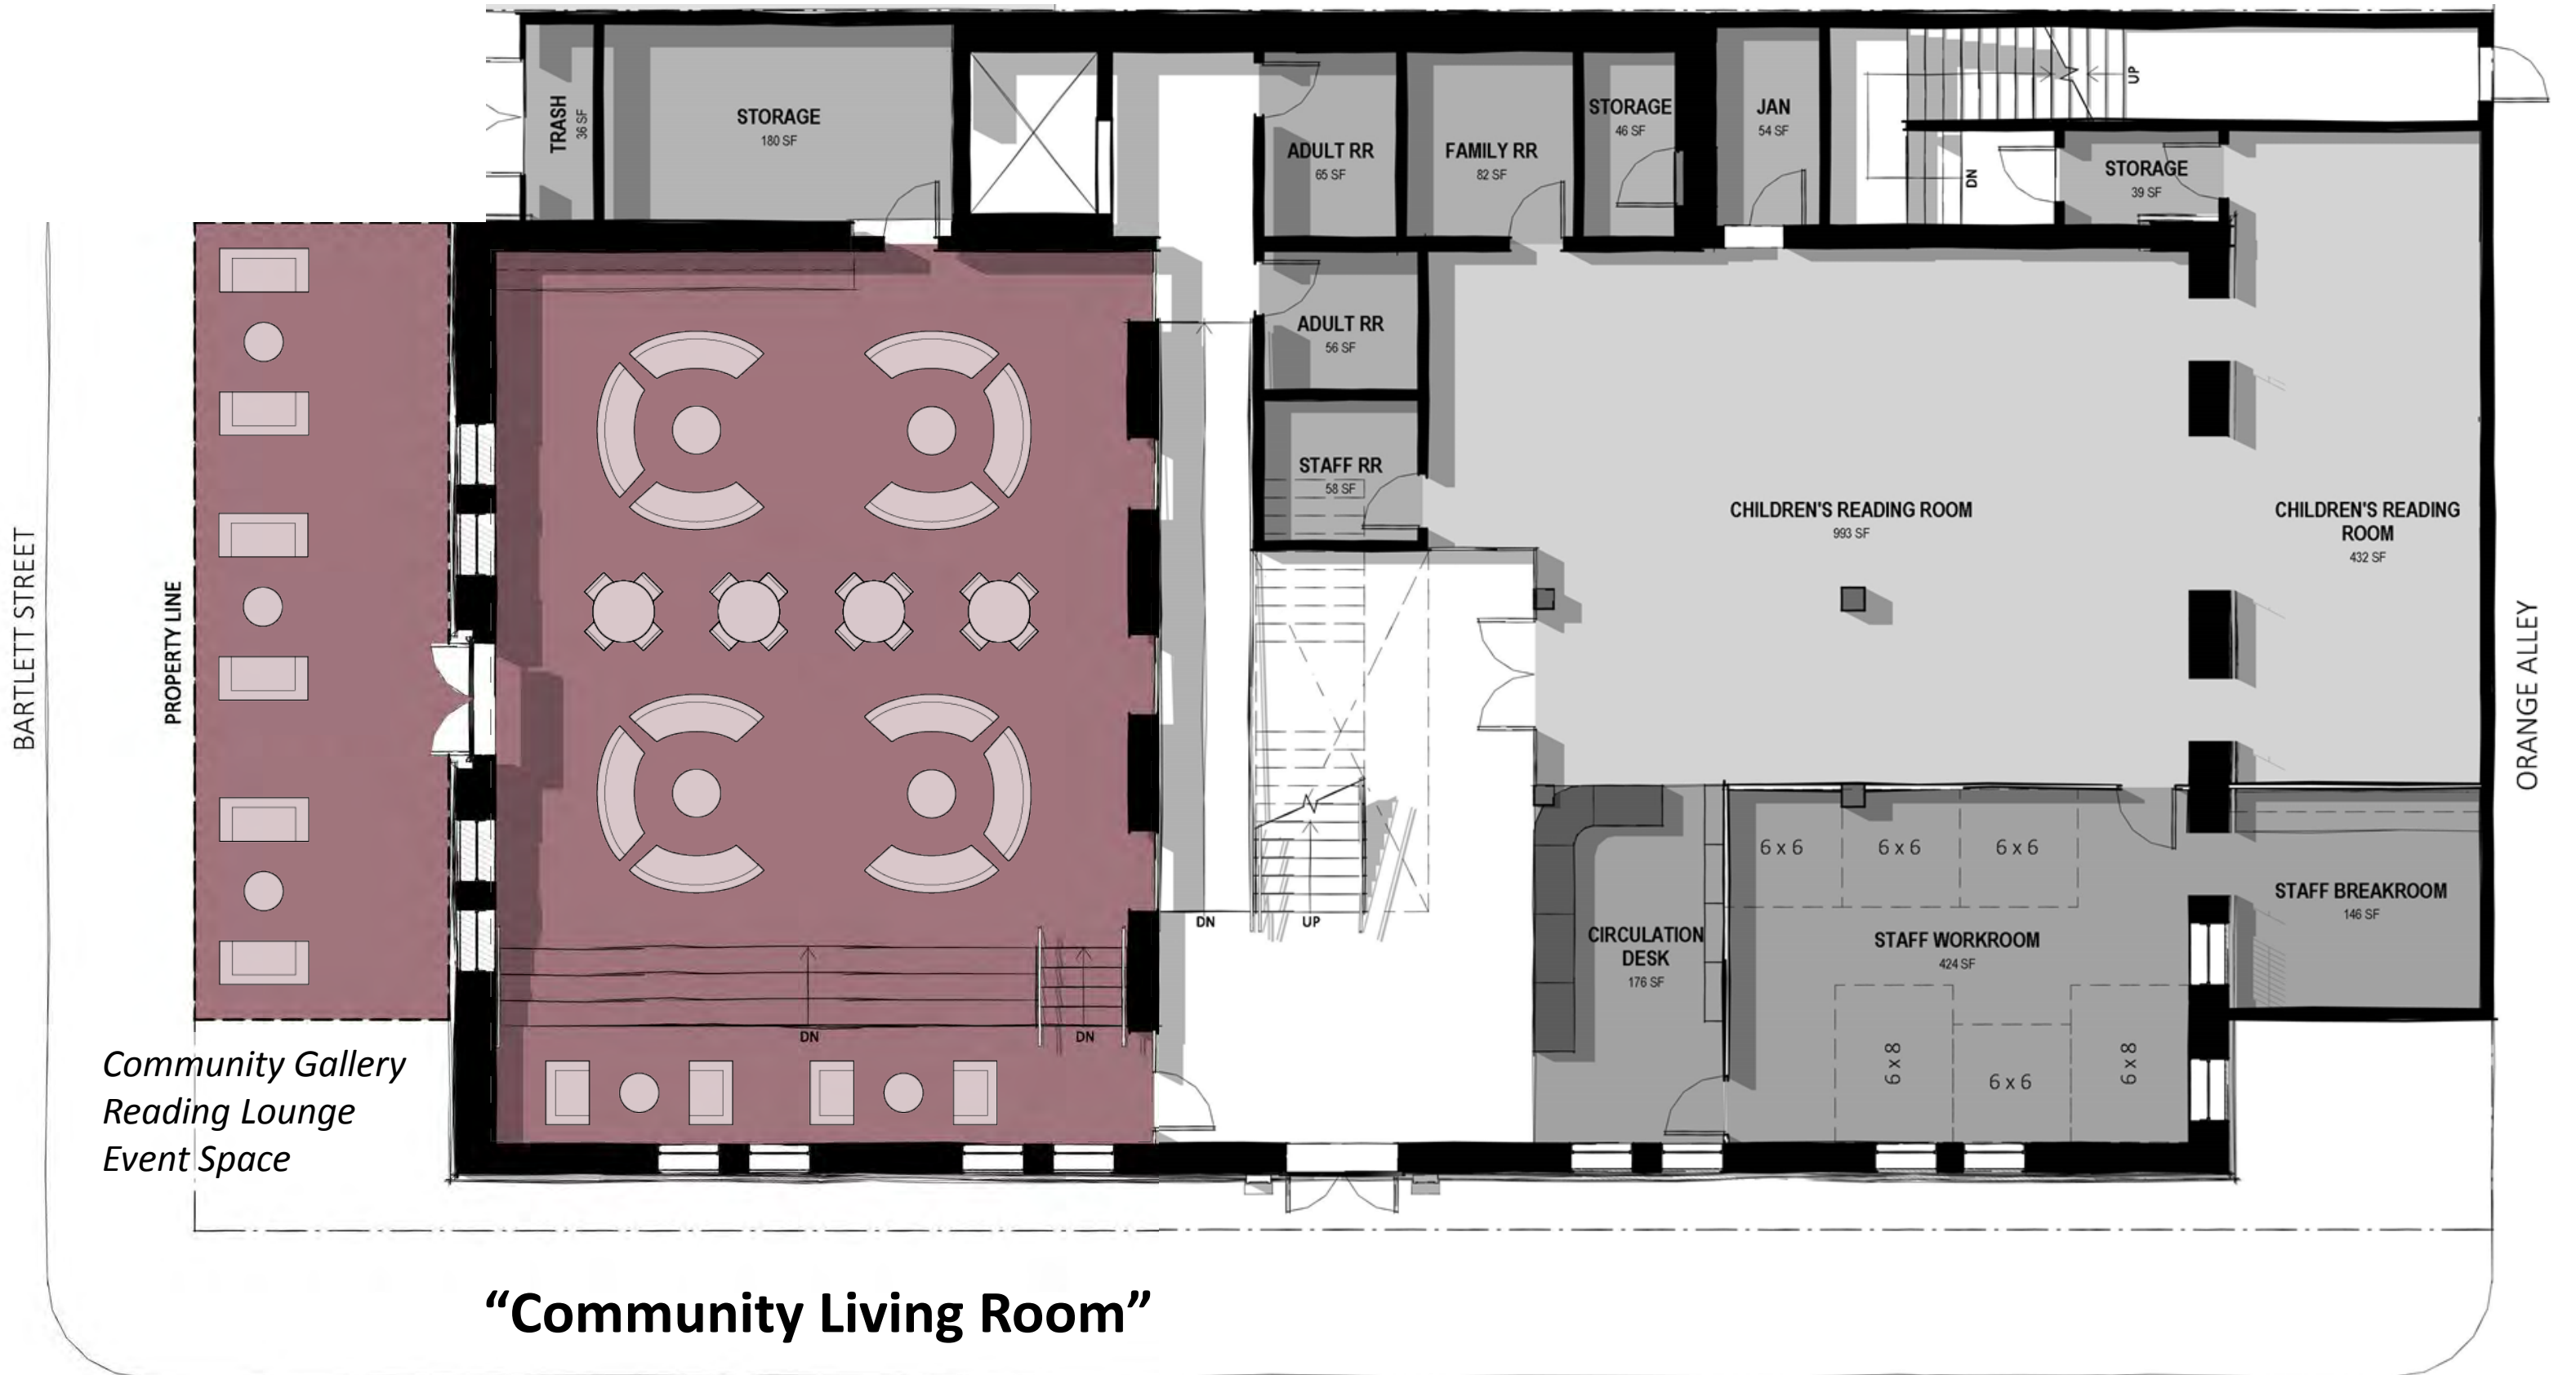 TRASH
36 SF
STORAGE
180 SF
ADULT RR
65 SF
FAMILY RR
82 SF
STORAGE
46 SF
JAN
54 SF
UP
DN
STORAGE
39 SF
ADULT RR
56 SF
STAFF RR
58 SF
CHILDREN'S READING ROOM
993 SF
CHILDREN'S READING
ROOM
432 SF
BARTLETT STREET
PROPERTY LINE
ORANGE ALLEY
6 x 6
6 x 6
6 x 6
STAFF BREAKROOM
146 SF
DN
UP
CIRCULATION
DESK
176 SF
STAFF WORKROOM
424 SF
DN
DN
6 x 8
6 x 6
6 x 8
Community Gallery
Reading Lounge
Event Space
“Community Living Room”